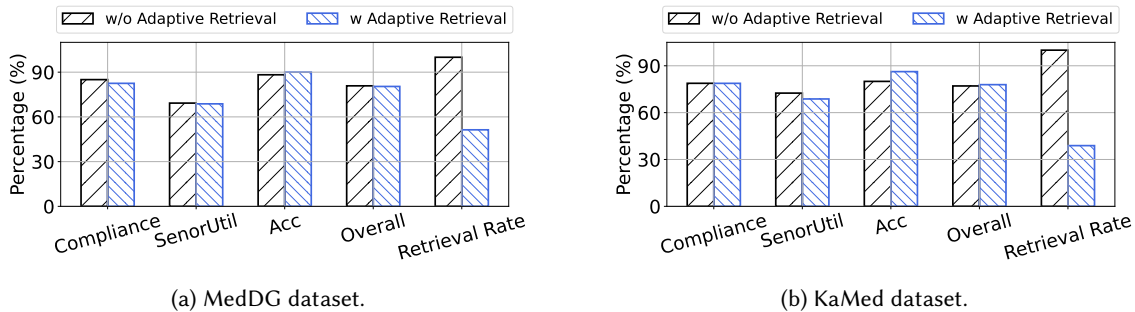 w/o Adaptive Retrieval w Adaptive Retrieval
Percentage (%)
90
60
30
0
Compliance SenorUtil Acc Overall Retrieval Rate
(a) MedDG dataset.
w/o Adaptive Retrieval w Adaptive Retrieval
Percentage (%)
90
60
30
0
Compliance SenorUtil Acc Overall Retrieval Rate
(b) KaMed dataset.